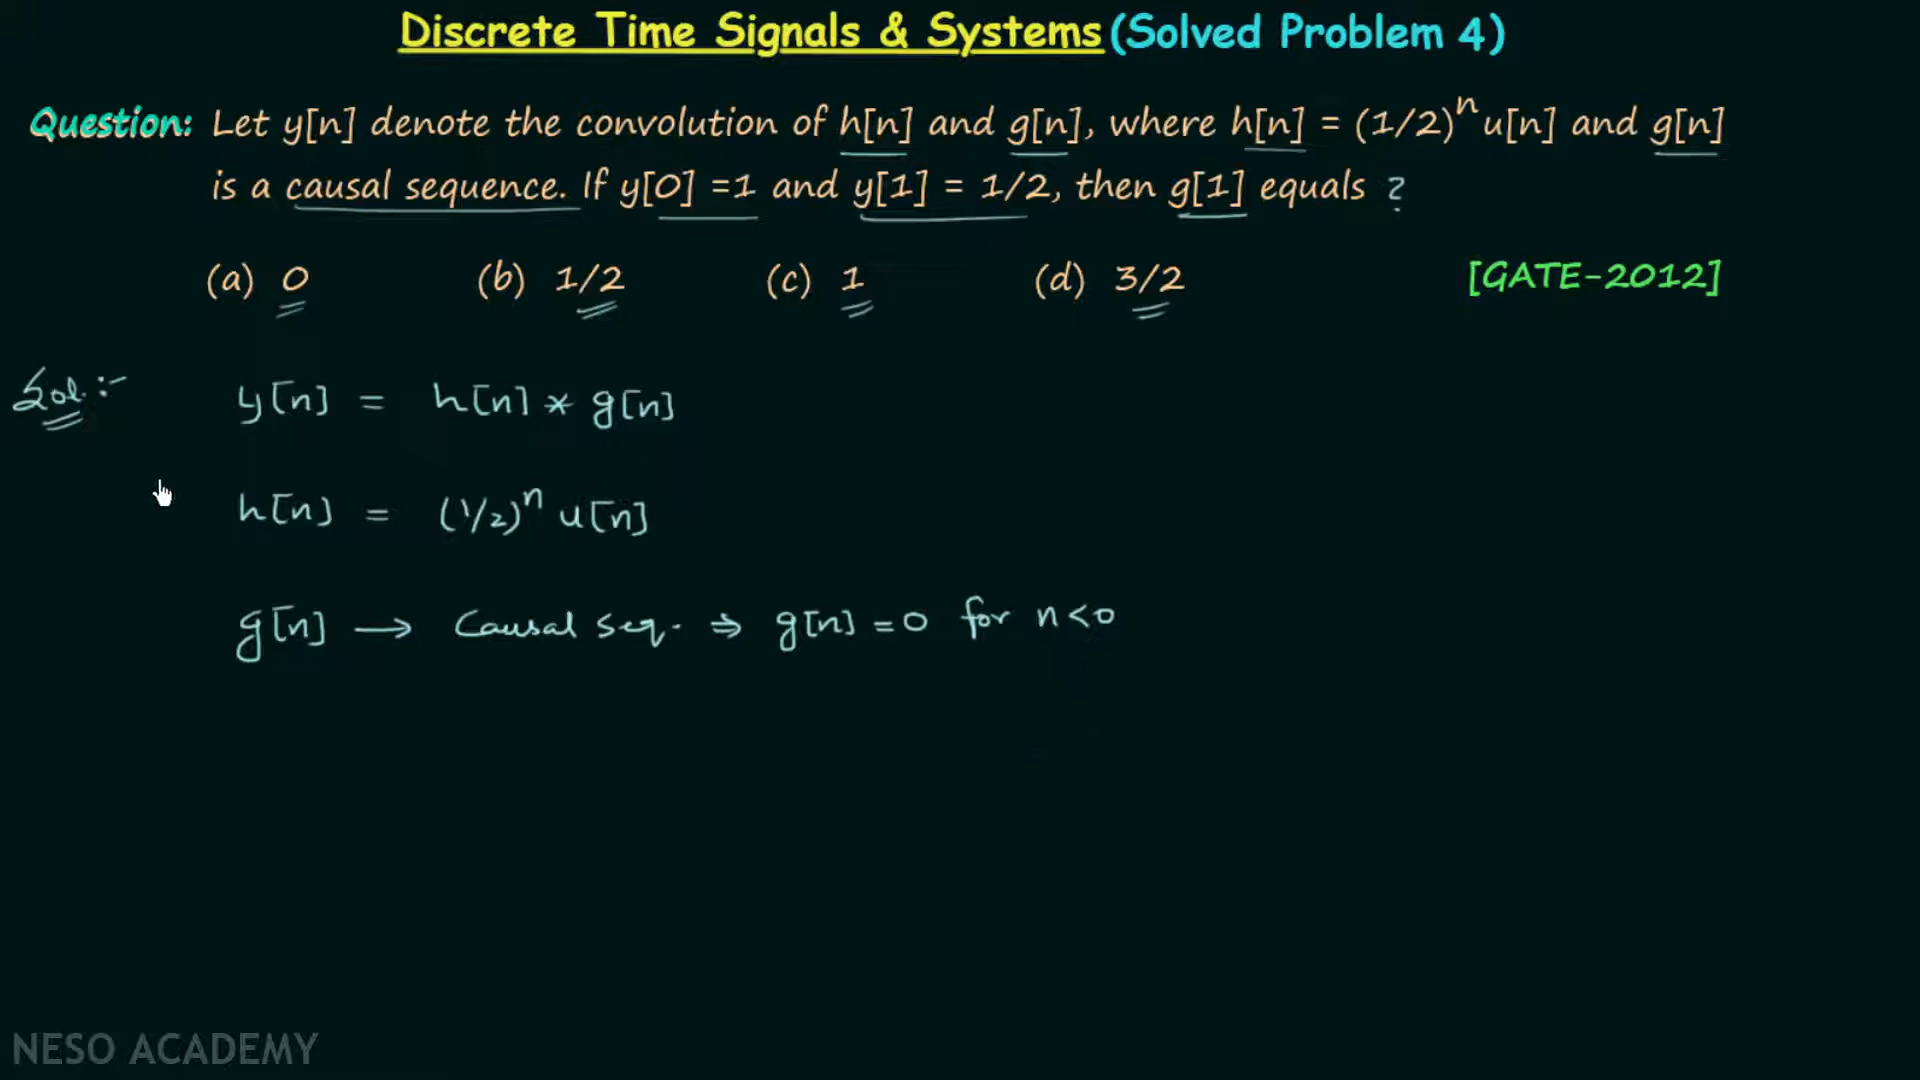 Discrete Time Signals & Systems (Solved Problem 4)
Question: Let y[n] denote the convolution of h[n] and g[n], where h[n] = (1/2)ⁿ u[n] and g[n]
is a causal sequence. If y[0] =1 and y[1] = 1/2, then g[1] equals ?
(a) 0 (b) 1/2 (c) 1 (d) 3/2 [GATE-2012]
Sol. :- y[n] = h[n] * g[n]
h[n] = (1/2)ⁿ u[n]
g[n] → Causal seq. ⇒ g[n] = 0 for n<0
NESO ACADEMY